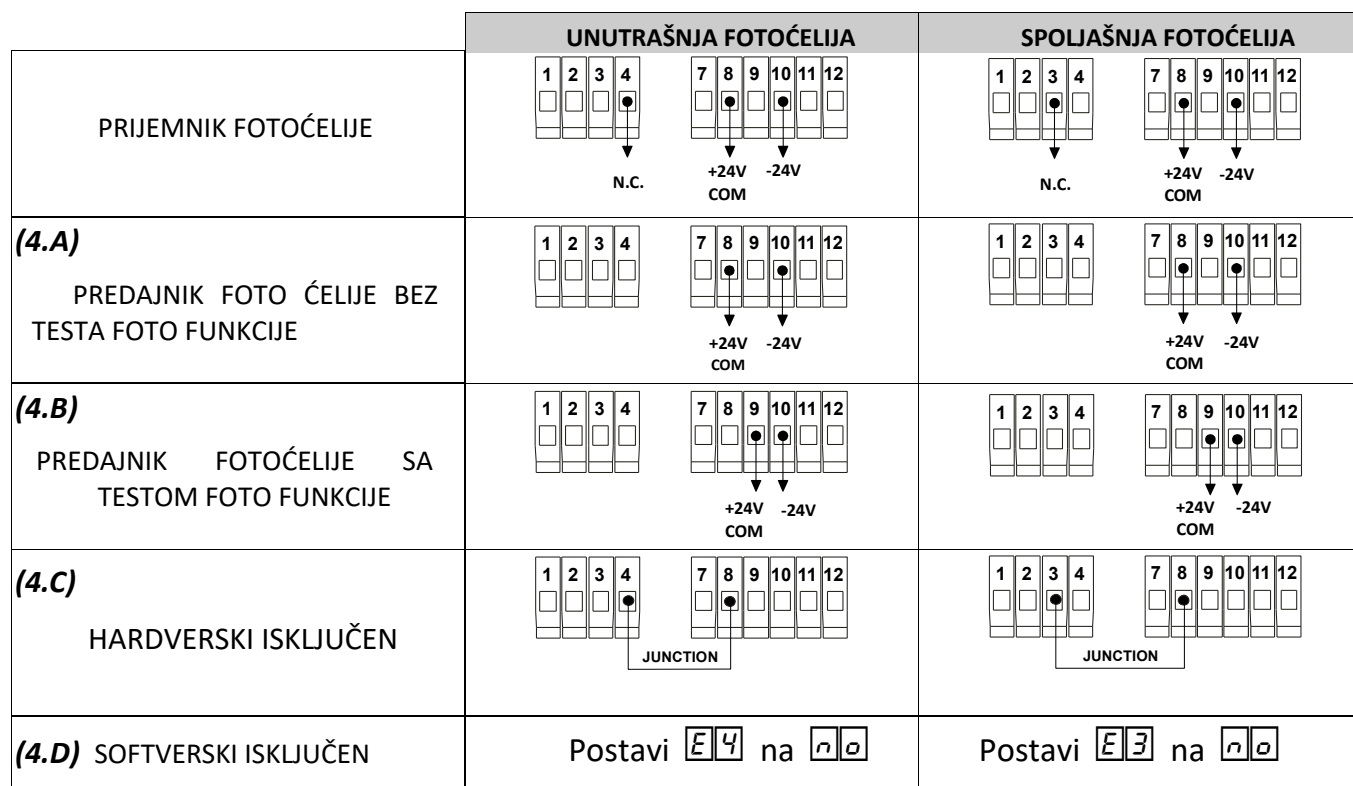 UNUTRAŠNJA FOTOĆELIJA SPOLJAŠNJA FOTOĆELIJA
PRIJEMNIK FOTOĆELIJE
1 2 3 4 7 8 9 10 11 12
N.C. +24V -24V
COM
1 2 3 4 7 8 9 10 11 12
N.C. +24V -24V
COM
(4.A)
PREDAJNIK FOTO ĆELIJE BEZ
TESTA FOTO FUNKCIJE
1 2 3 4 7 8 9 10 11 12
+24V -24V
COM
1 2 3 4 7 8 9 10 11 12
+24V -24V
COM
(4.B)
PREDAJNIK FOTOĆELIJE SA
TESTOM FOTO FUNKCIJE
1 2 3 4 7 8 9 10 11 12
+24V -24V
COM
1 2 3 4 7 8 9 10 11 12
+24V -24V
COM
(4.C)
HARDVERSKI ISKLJUČEN
1 2 3 4 7 8 9 10 11 12
JUNCTION
1 2 3 4 7 8 9 10 11 12
JUNCTION
(4.D) SOFTVERSKI ISKLJUČEN
Postavi E4 na no
Postavi E3 na no